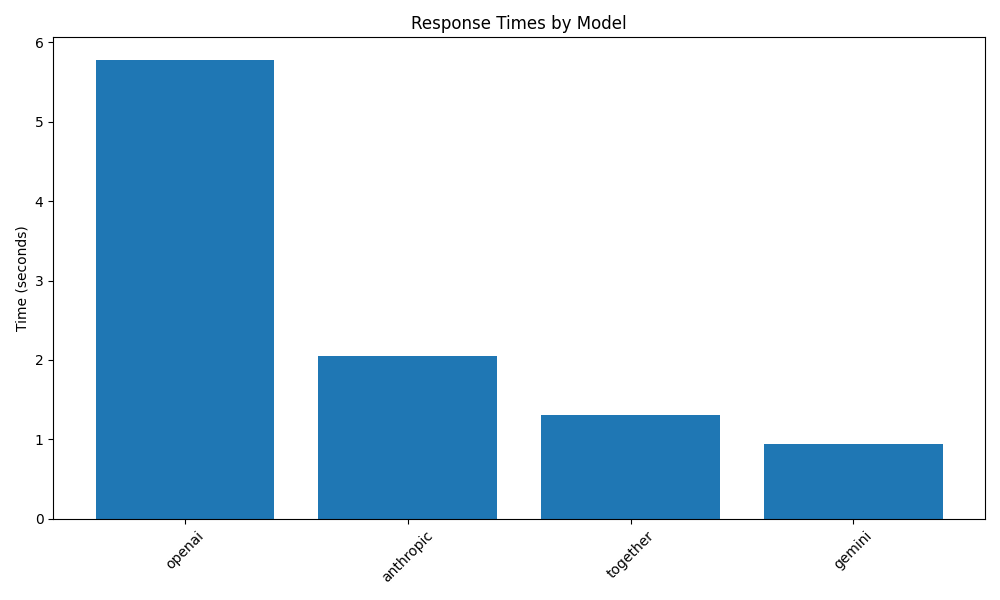 Response Times by Model
Time (seconds)
6
5
4
3
2
1
0
openai
anthropic
together
gemini